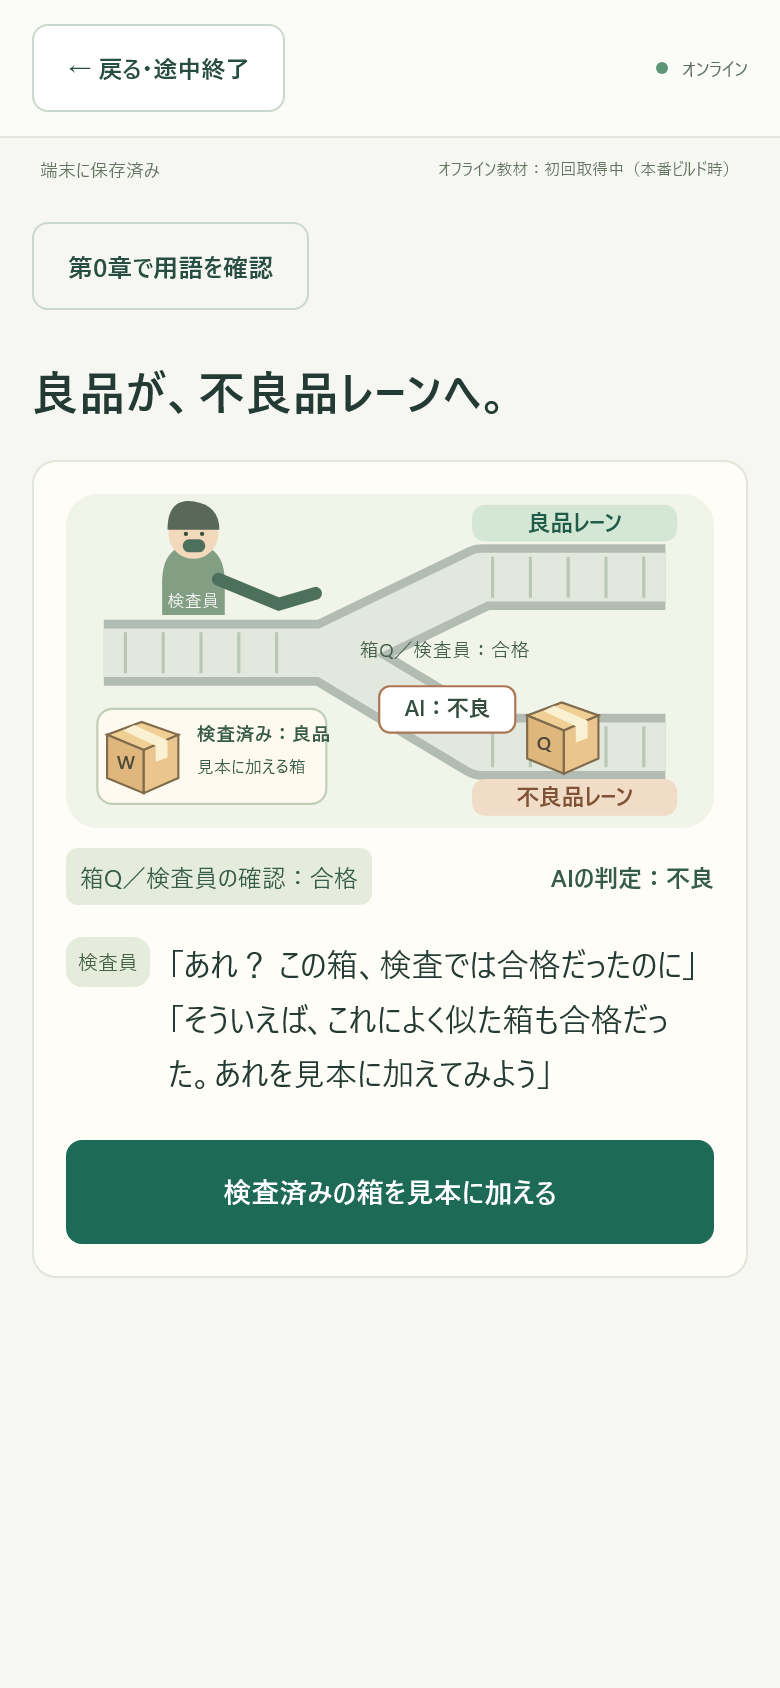 ← 戻る・途中終了
オンライン
端末に保存済み
オフライン教材：初回取得中（本番ビルド時）
第0章で用語を確認
良品が、不良品レーンへ。
良品レーン
検査員
箱Q／検査員：合格
AI：不良
Q
W
検査済み：良品
見本に加える箱
不良品レーン
箱Q／検査員の確認：合格
AIの判定：不良
検査員
「あれ？ この箱、検査では合格だったのに」
「そういえば、これによく似た箱も合格だっ
た。あれを見本に加えてみよう」
検査済みの箱を見本に加える